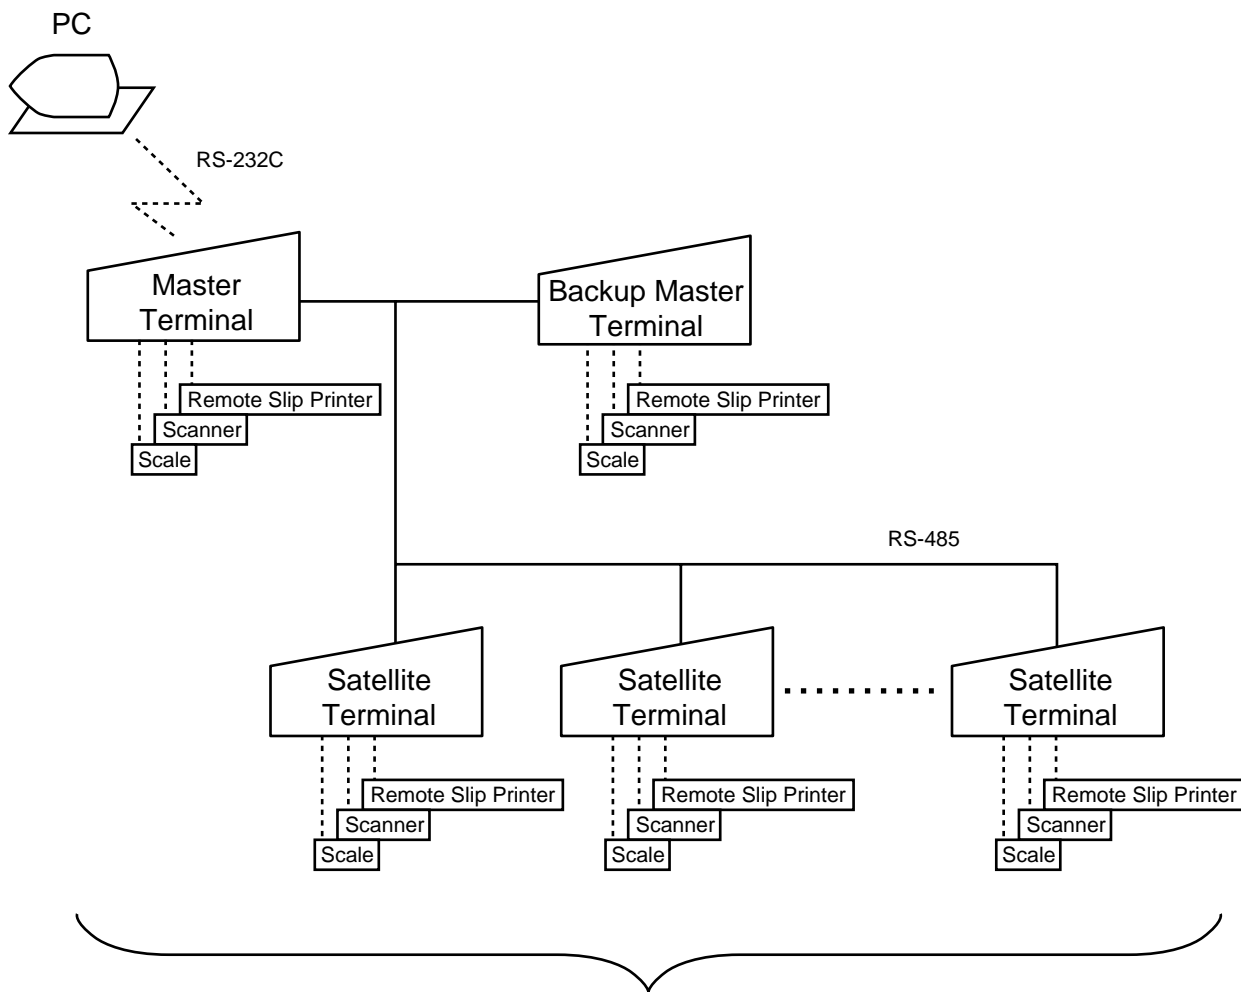 PC
RS-232C
Master
Terminal
Backup Master
Terminal
Remote Slip Printer
Scanner
Scale
Remote Slip Printer
Scanner
Scale
RS-485
Satellite
Terminal
Satellite
Terminal
Satellite
Terminal
Remote Slip Printer
Scanner
Scale
Remote Slip Printer
Scanner
Scale
Remote Slip Printer
Scanner
Scale